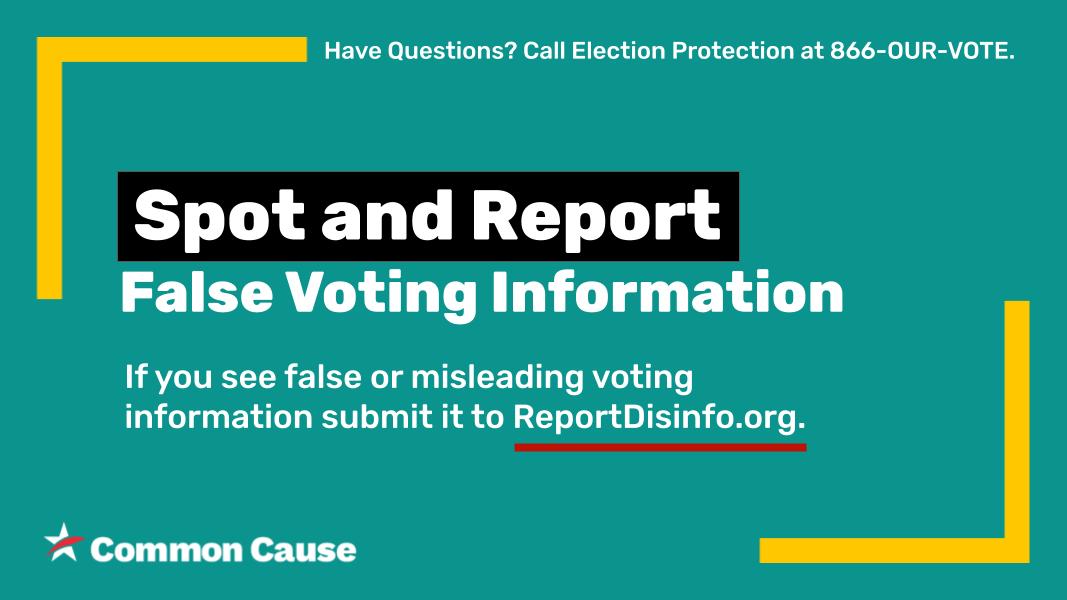 Have Questions? Call Election Protection at 866-OUR-VOTE.
Spot and Report
False Voting Information
If you see false or misleading voting
information submit it to ReportDisinfo.org.
Common Cause